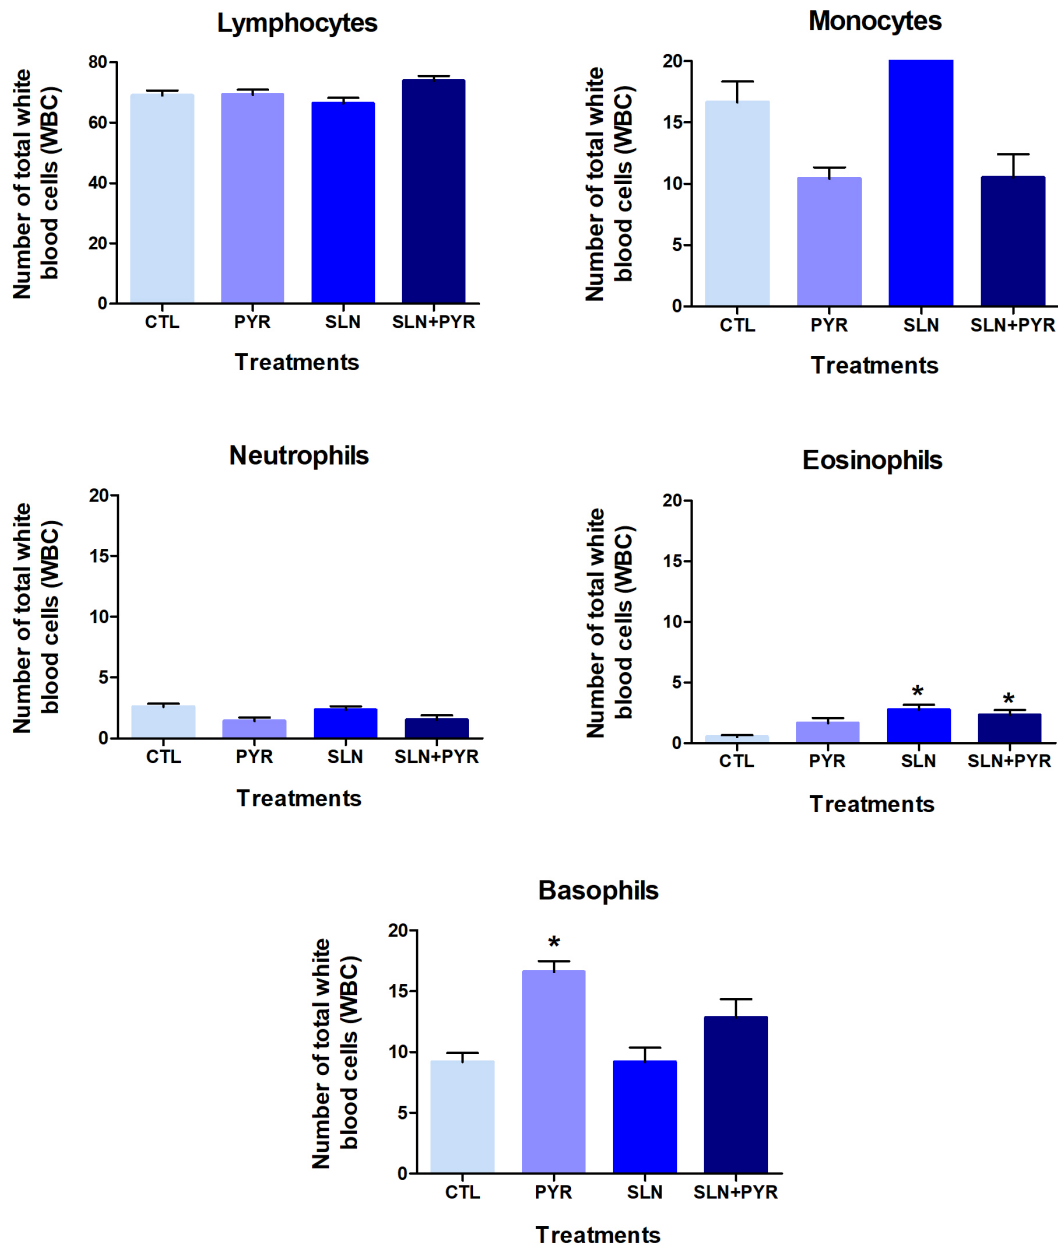 Lymphocytes
Number of total white
blood cells (WBC)
80
60
40
20
0
CTL PYR SLN SLN+PYR
Treatments
Monocytes
Number of total white
blood cells (WBC)
20
15
10
5
0
CTL PYR SLN SLN+PYR
Treatments
Neutrophils
Number of total white
blood cells (WBC)
20
15
10
5
0
CTL PYR SLN SLN+PYR
Treatments
Eosinophils
Number of total white
blood cells (WBC)
20
15
10
5
0
* *
CTL PYR SLN SLN+PYR
Treatments
Basophils
Number of total white
blood cells (WBC)
20
15
10
5
0
*
CTL PYR SLN SLN+PYR
Treatments